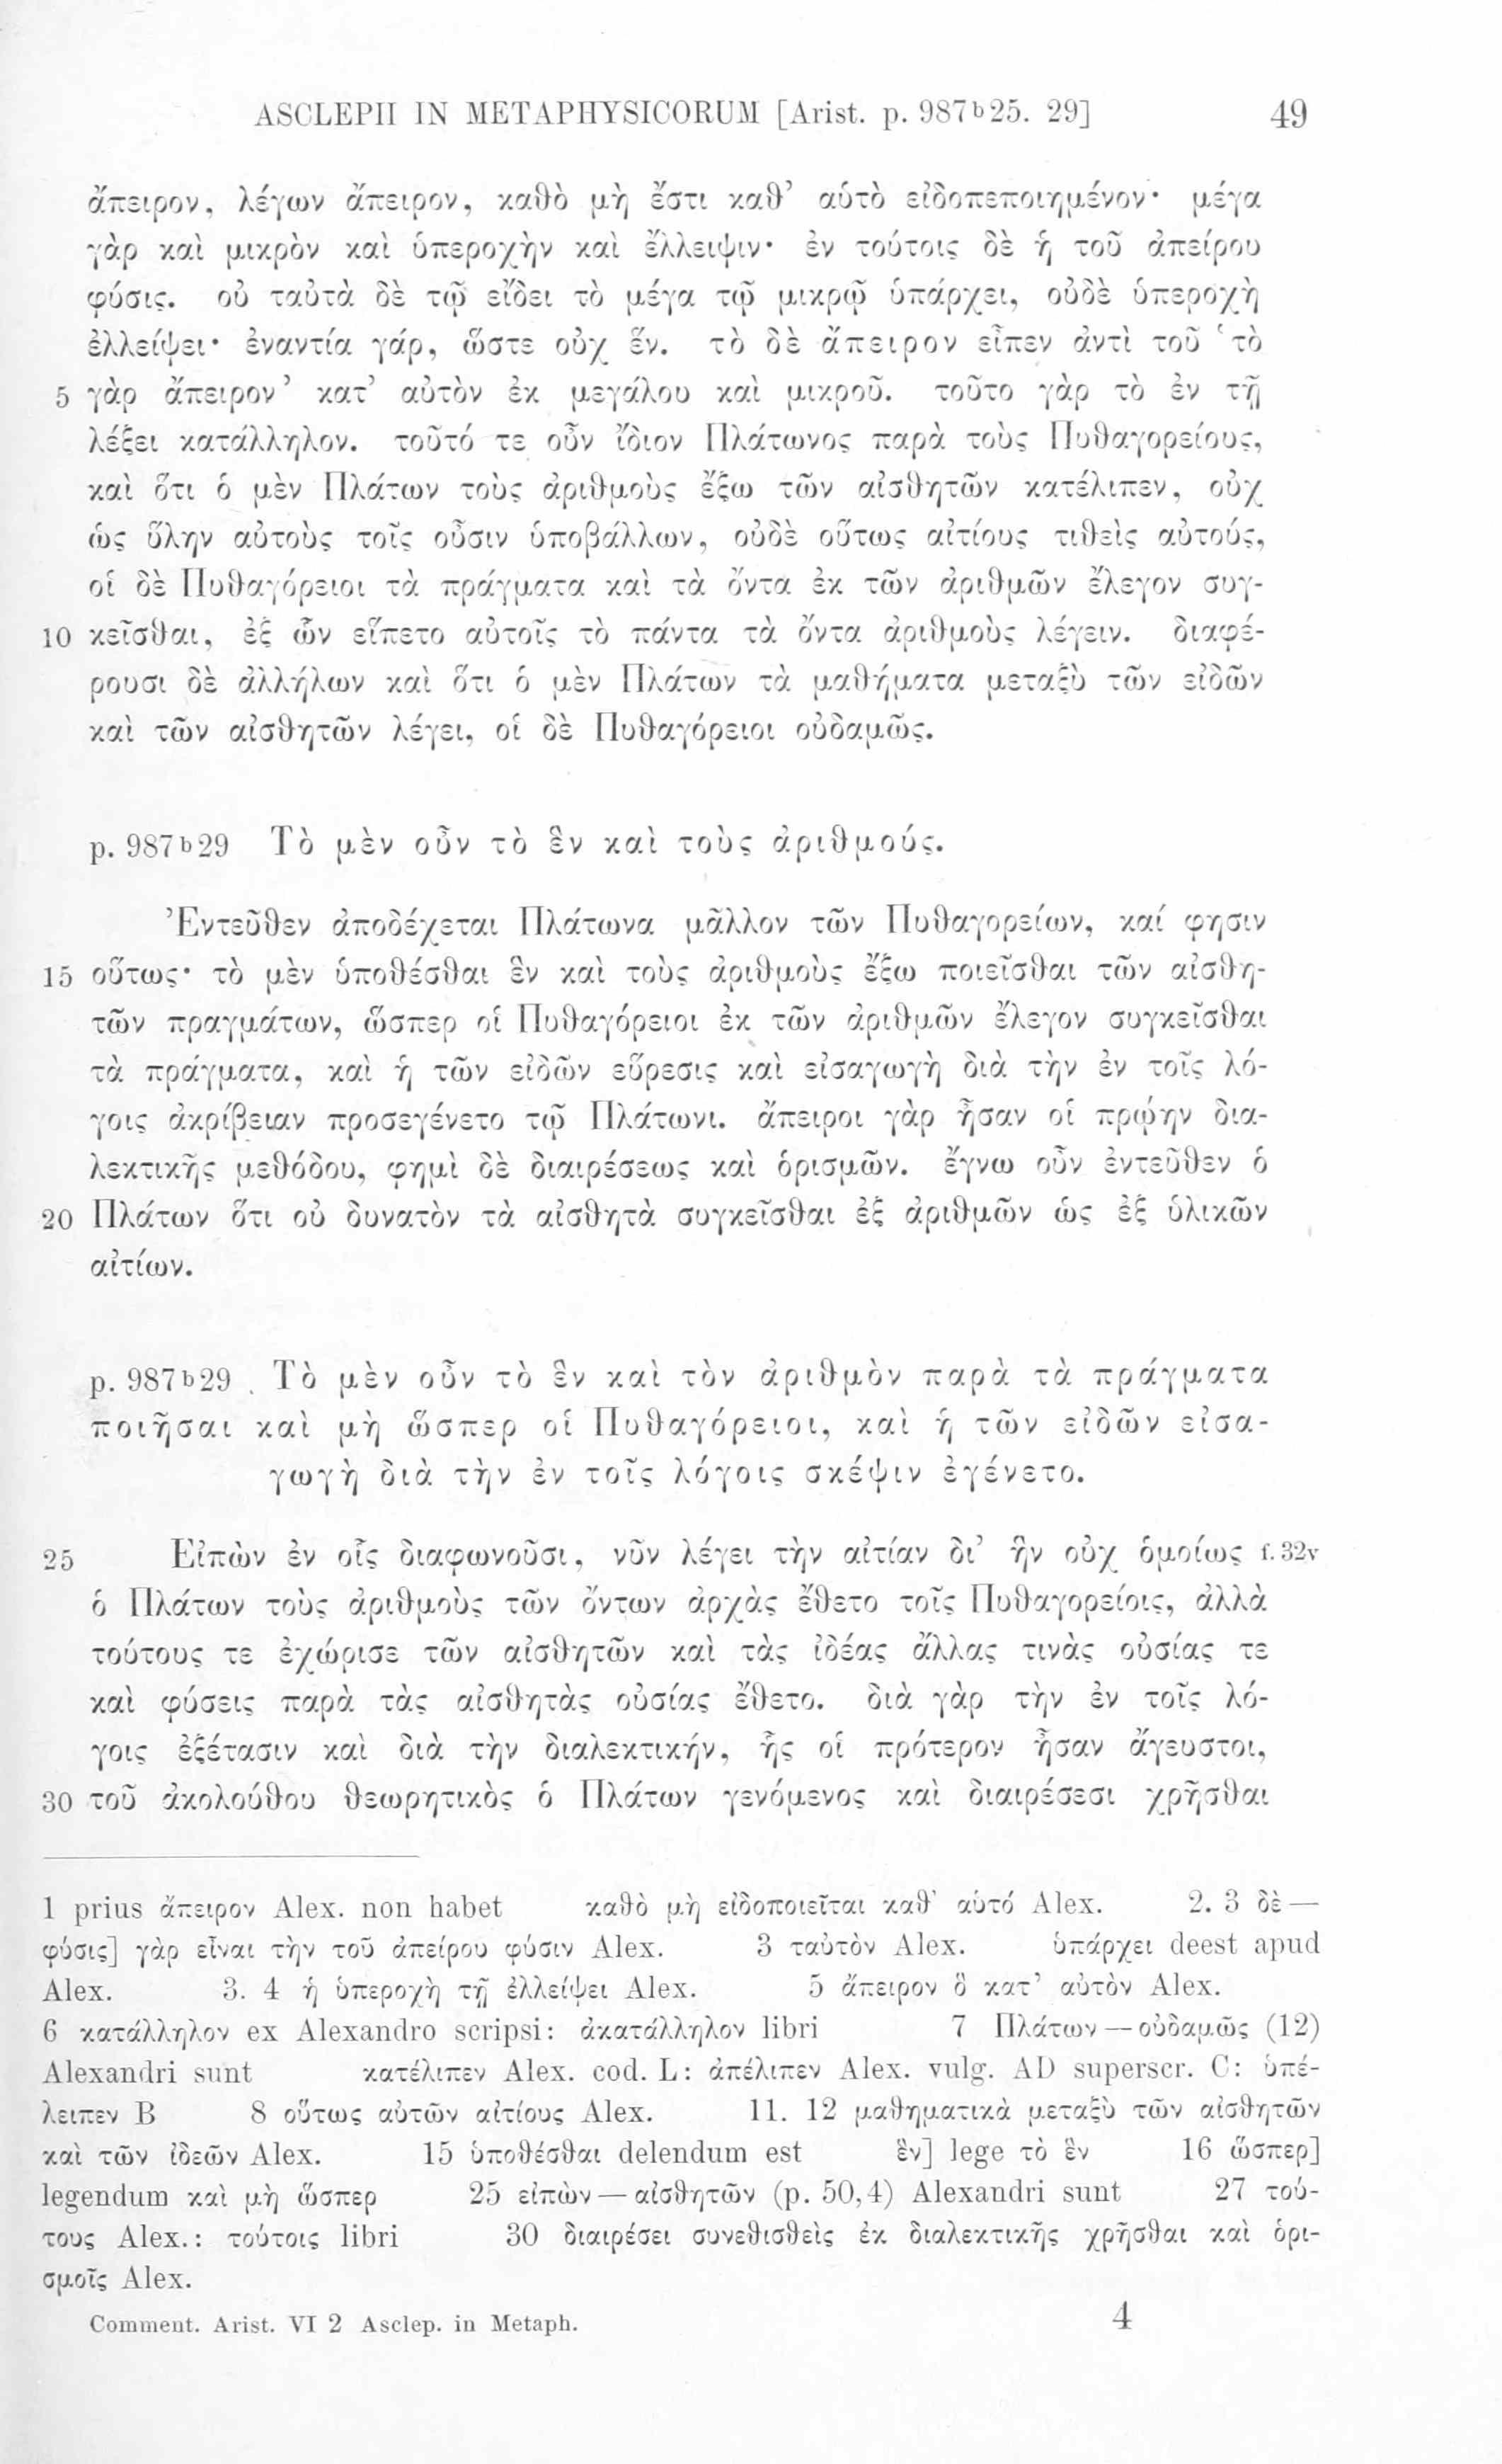 ASCLEPII IN METAPHYSICORUM [Arist. p. 987ᵇ25. 29] 49
ἄπειρον, λέγων ἄπειρον, καθὸ μὴ ἔστι καθ’ αὑτὸ εἰδοπεποιημένον· μέγα
γὰρ καὶ μικρὸν καὶ ὑπεροχὴν καὶ ἔλλειψιν· ἐν τούτοις δὲ ἡ τοῦ ἀπείρου
φύσις. οὐ ταὐτὰ δὲ τῷ εἴδει τὸ μέγα τῷ μικρῷ ὑπάρχει, οὐδὲ ὑπεροχὴ
ἐλλείψει· ἐναντία γάρ, ὥστε οὐχ ἕν. τὸ δὲ ἄπειρον εἶπεν ἀντὶ τοῦ ‘τὸ
5 γὰρ ἄπειρον’ κατ’ αὐτὸν ἐκ μεγάλου καὶ μικροῦ. τοῦτο γὰρ τὸ ἐν τῇ
λέξει κατάλληλον. τοῦτό τε οὖν ἴδιον Πλάτωνος παρὰ τοὺς Πυθαγορείους,
καὶ ὅτι ὁ μὲν Πλάτων τοὺς ἀριθμοὺς ἔξω τῶν αἰσθητῶν κατέλιπεν, οὐχ
ὡς ὕλην αὐτοὺς τοῖς οὖσιν ὑποβάλλων, οὐδὲ οὕτως αἰτίους τιθεὶς αὐτούς,
οἱ δὲ Πυθαγόρειοι τὰ πράγματα καὶ τὰ ὄντα ἐκ τῶν ἀριθμῶν ἔλεγον συγ-
10 κεῖσθαι, ἐξ ὧν εἵπετο αὐτοῖς τὸ πάντα τὰ ὄντα ἀριθμοὺς λέγειν. διαφέ-
ρουσι δὲ ἀλλήλων καὶ ὅτι ὁ μὲν Πλάτων τὰ μαθήματα μεταξὺ τῶν εἰδῶν
καὶ τῶν αἰσθητῶν λέγει, οἱ δὲ Πυθαγόρειοι οὐδαμῶς.
p. 987ᵇ29 Τὸ μὲν οὖν τὸ ἓν καὶ τοὺς ἀριθμούς.
Ἐντεῦθεν ἀποδέχεται Πλάτωνα μᾶλλον τῶν Πυθαγορείων, καί φησιν
15 οὕτως· τὸ μὲν ὑποθέσθαι ἓν καὶ τοὺς ἀριθμοὺς ἔξω ποιεῖσθαι τῶν αἰσθη-
τῶν πραγμάτων, ὥσπερ οἱ Πυθαγόρειοι ἐκ τῶν ἀριθμῶν ἔλεγον συγκεῖσθαι
τὰ πράγματα, καὶ ἡ τῶν εἰδῶν εὕρεσις καὶ εἰσαγωγὴ διὰ τὴν ἐν τοῖς λό-
γοις ἀκρίβειαν προσεγένετο τῷ Πλάτωνι. ἄπειροι γὰρ ἦσαν οἱ πρῴην δια-
λεκτικῆς μεθόδου, φημὶ δὲ διαιρέσεως καὶ ὁρισμῶν. ἔγνω οὖν ἐντεῦθεν ὁ
20 Πλάτων ὅτι οὐ δυνατὸν τὰ αἰσθητὰ συγκεῖσθαι ἐξ ἀριθμῶν ὡς ἐξ ὑλικῶν
αἰτίων.
p. 987ᵇ29 Τὸ μὲν οὖν τὸ ἓν καὶ τὸν ἀριθμὸν παρὰ τὰ πράγματα
ποιῆσαι καὶ μὴ ὥσπερ οἱ Πυθαγόρειοι, καὶ ἡ τῶν εἰδῶν εἰσα-
γωγὴ διὰ τὴν ἐν τοῖς λόγοις σκέψιν ἐγένετο.
25 Εἰπὼν ἐν οἷς διαφωνοῦσι, νῦν λέγει τὴν αἰτίαν δι’ ἣν οὐχ ὁμοίως f. 32v
ὁ Πλάτων τοὺς ἀριθμοὺς τῶν ὄντων ἀρχὰς ἔθετο τοῖς Πυθαγορείοις, ἀλλὰ
τούτους τε ἐχώρισε τῶν αἰσθητῶν καὶ τὰς ἰδέας ἄλλας τινὰς οὐσίας τε
καὶ φύσεις παρὰ τὰς αἰσθητὰς οὐσίας ἔθετο. διὰ γὰρ τὴν ἐν τοῖς λό-
γοις ἐξέτασιν καὶ διὰ τὴν διαλεκτικήν, ἧς οἱ πρότερον ἦσαν ἄγευστοι,
30 τοῦ ἀκολούθου θεωρητικὸς ὁ Πλάτων γενόμενος καὶ διαιρέσεσι χρῆσθαι
1 prius ἄπειρον Alex. non habet καθὸ μὴ εἰδοποιεῖται καθ’ αὑτό Alex. 2. 3 δὲ —
φύσις] γὰρ εἶναι τὴν τοῦ ἀπείρου φύσιν Alex. 3 ταὐτὸν Alex. ὑπάρχει deest apud
Alex. 3. 4 ἡ ὑπεροχὴ τῇ ἐλλείψει Alex. 5 ἄπειρον ὃ κατ’ αὐτὸν Alex.
6 κατάλληλον ex Alexandro scripsi: ἀκατάλληλον libri 7 Πλάτων — οὐδαμῶς (12)
Alexandri sunt κατέλιπεν Alex. cod. L: ἀπέλιπεν Alex. vulg. AD superscr. C: ὑπέ-
λειπεν B 8 οὕτως αὐτῶν αἰτίους Alex. 11. 12 μαθηματικὰ μεταξὺ τῶν αἰσθητῶν
καὶ τῶν ἰδεῶν Alex. 15 ὑποθέσθαι delendum est ἓν] lege τὸ ἓν 16 ὥσπερ]
legendum καὶ μὴ ὥσπερ 25 εἰπὼν — αἰσθητῶν (p. 50,4) Alexandri sunt 27 τού-
τους Alex.: τούτοις libri 30 διαιρέσει συνεθισθεὶς ἐκ διαλεκτικῆς χρῆσθαι καὶ ὁρι-
σμοῖς Alex.
Comment. Arist. VI 2 Asclep. in Metaph. 4